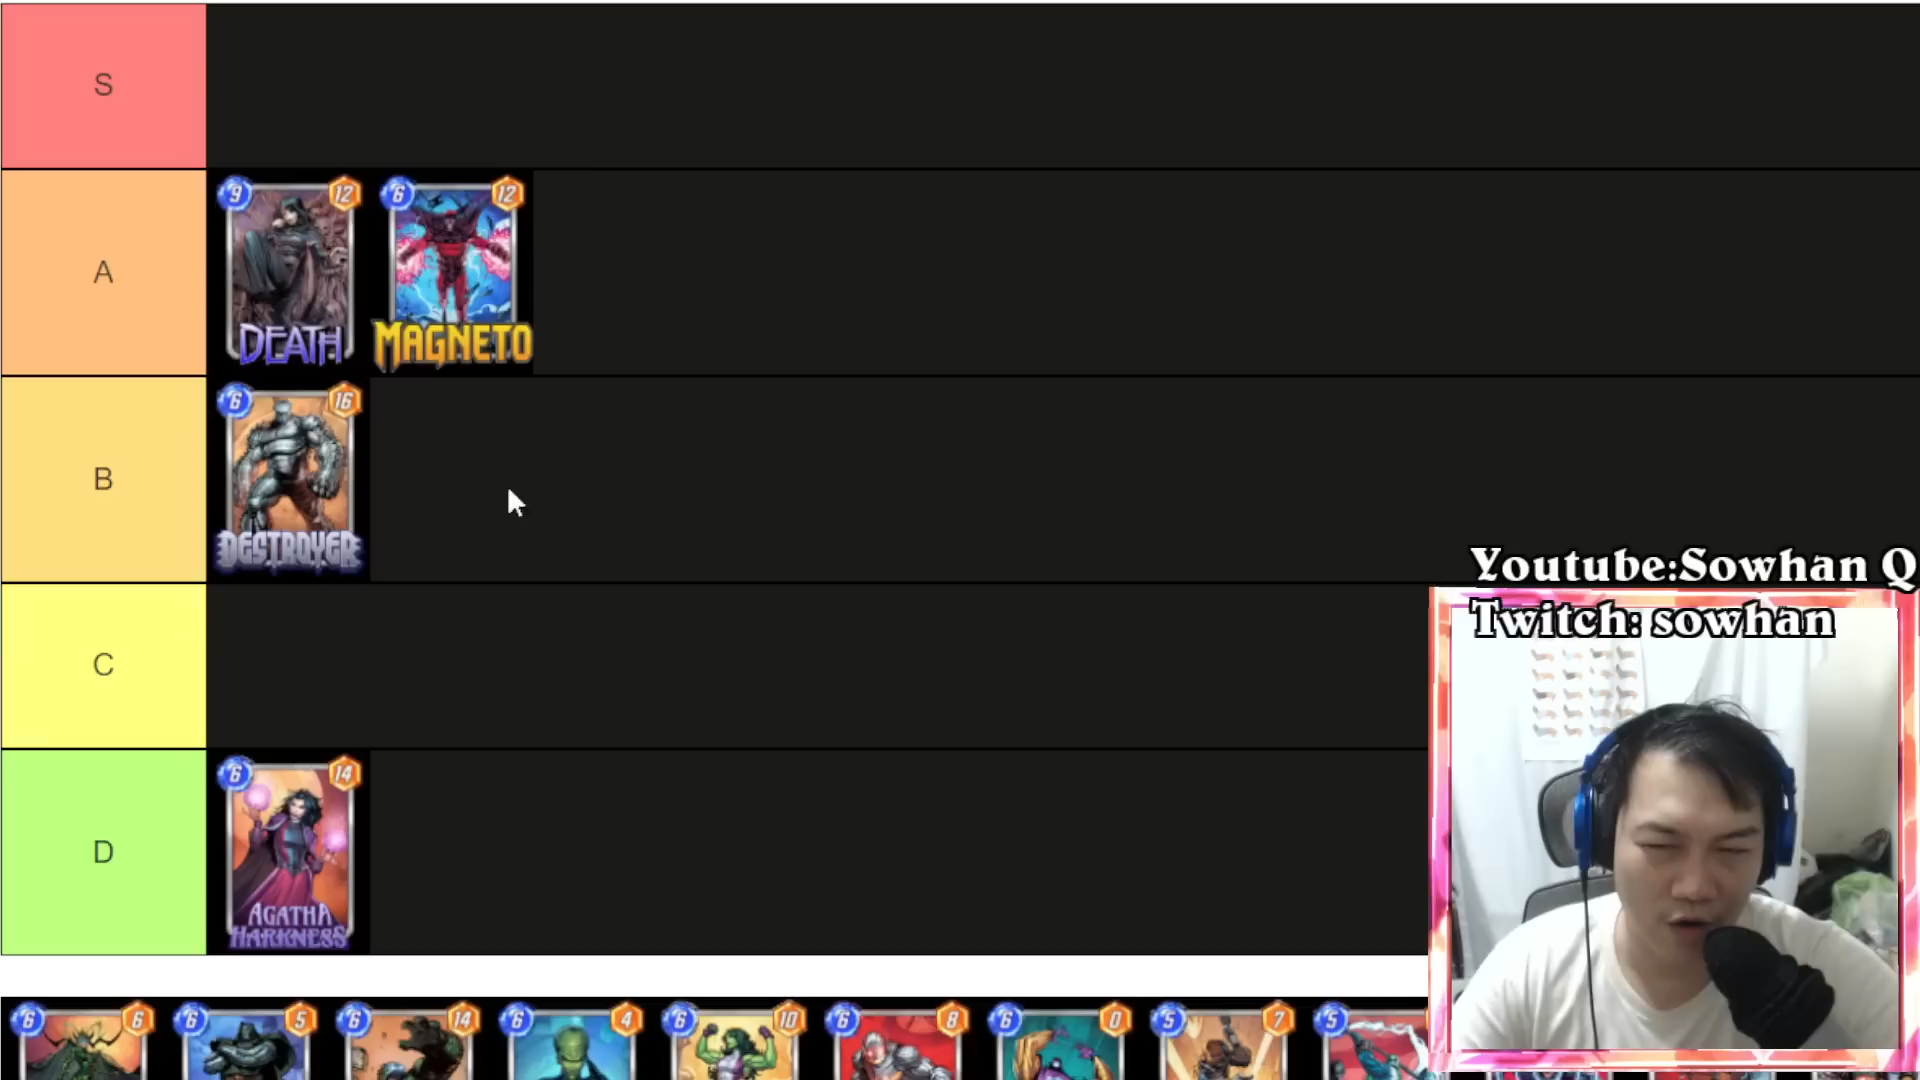 S
A
9 12
DEATH
6 12
MAGNETO
B
6 16
DESTROYER
C
D
6 14
AGATHA
HARKNESS
Youtube:Sowhan Q
Twitch: sowhan
6 6
6 5
6 14
6 4
6 10
6 8
6 0
5 7
5